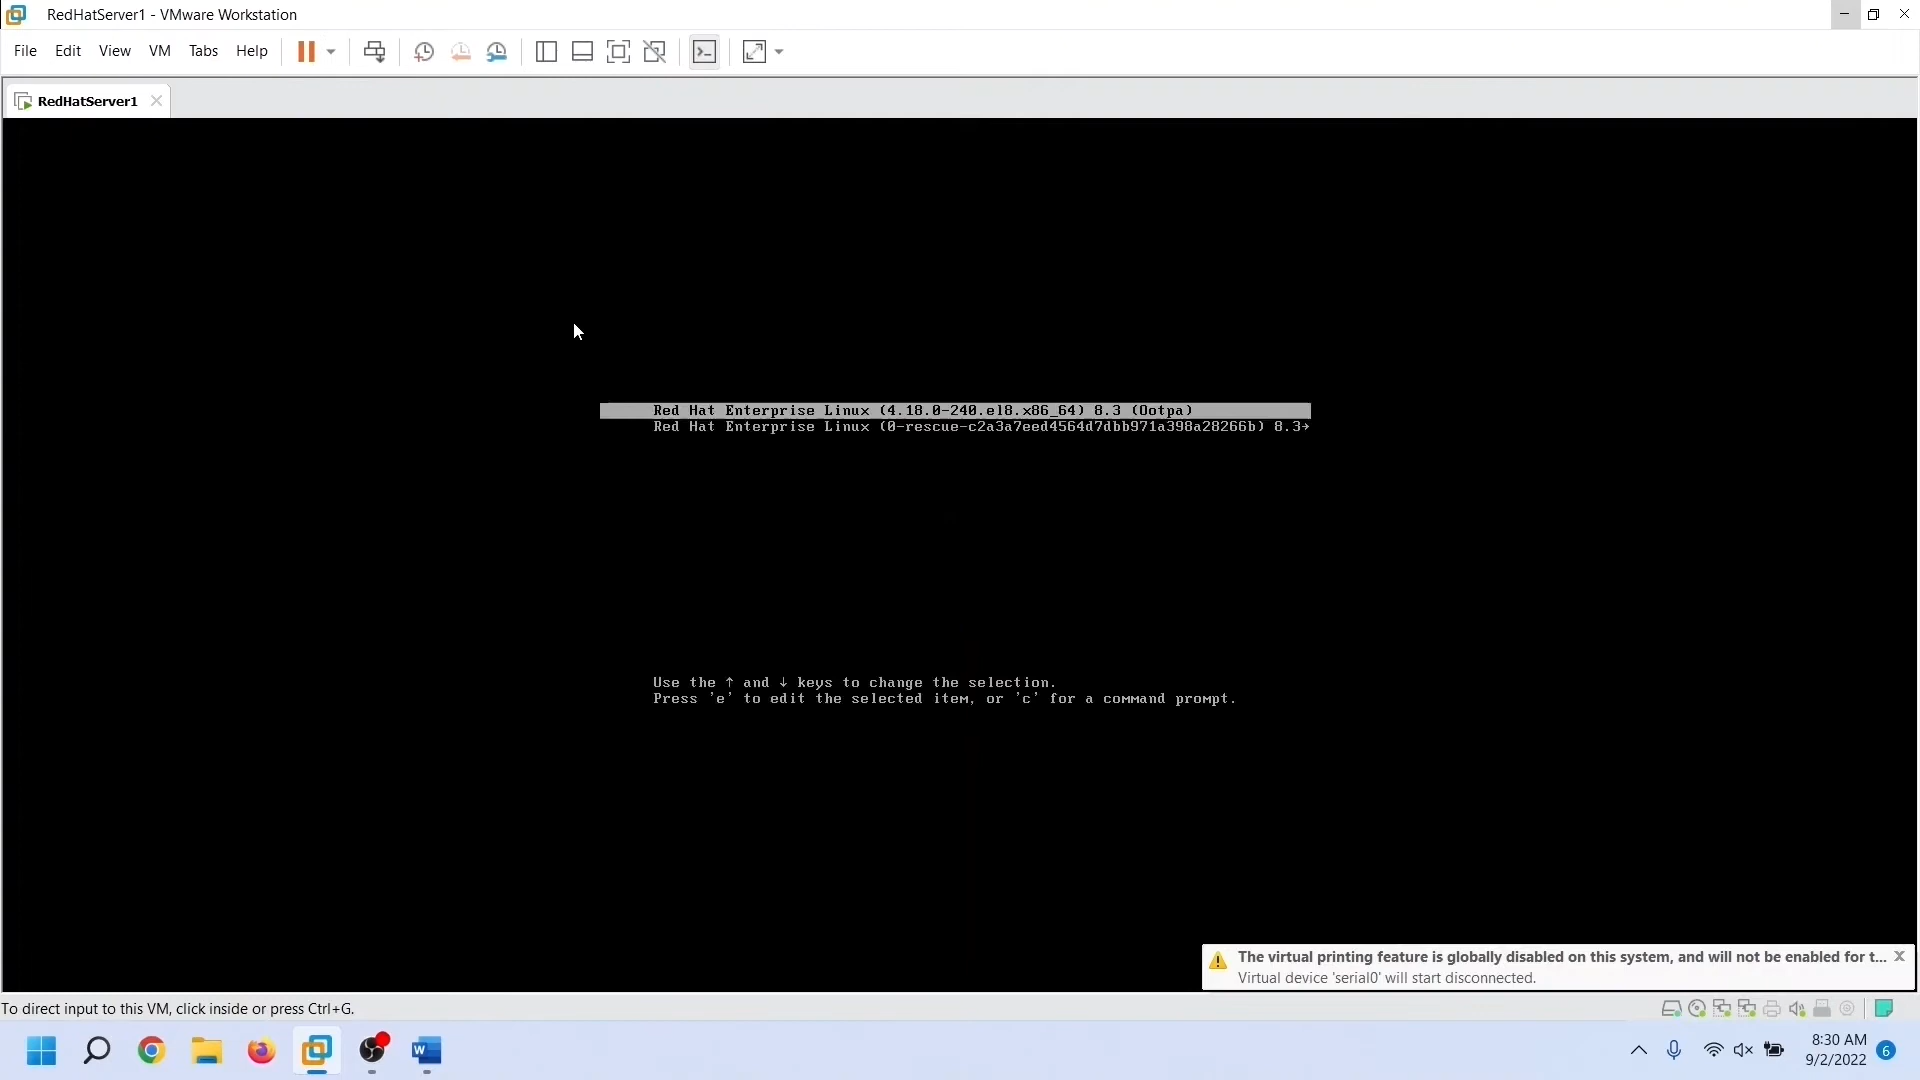 RedHatServer1 - VMware Workstation
File Edit View VM Tabs Help
RedHatServer1
Red Hat Enterprise Linux (4.18.0-240.el8.x86_64) 8.3 (Ootpa)
Red Hat Enterprise Linux (0-rescue-c2a3a7eed4564d7dbb971a398a28266b) 8.3→
Use the ↑ and ↓ keys to change the selection.
Press 'e' to edit the selected item, or 'c' for a command prompt.
The virtual printing feature is globally disabled on this system, and will not be enabled for t...
Virtual device 'serial0' will start disconnected.
To direct input to this VM, click inside or press Ctrl+G.
8:30 AM
9/2/2022
6